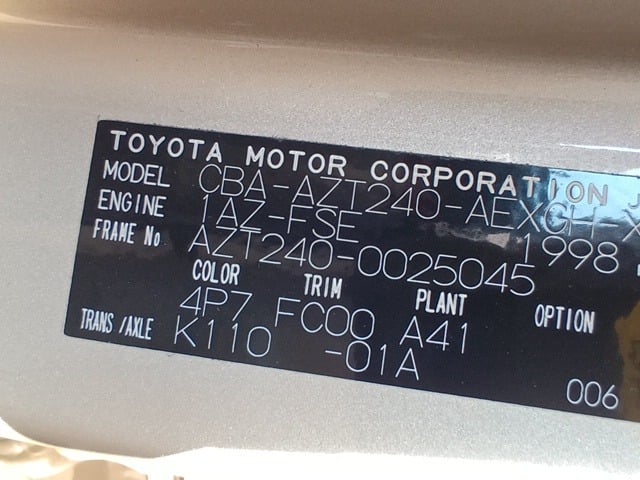 TOYOTA MOTOR CORPORATION J
MODEL CBA-AZT240-AEXGH-X
ENGINE 1AZ-FSE 1998
FRAME No AZT240-0025045
COLOR TRIM PLANT OPTION
4P7 FC00 A41
TRANS/AXLE K110 -01A
006